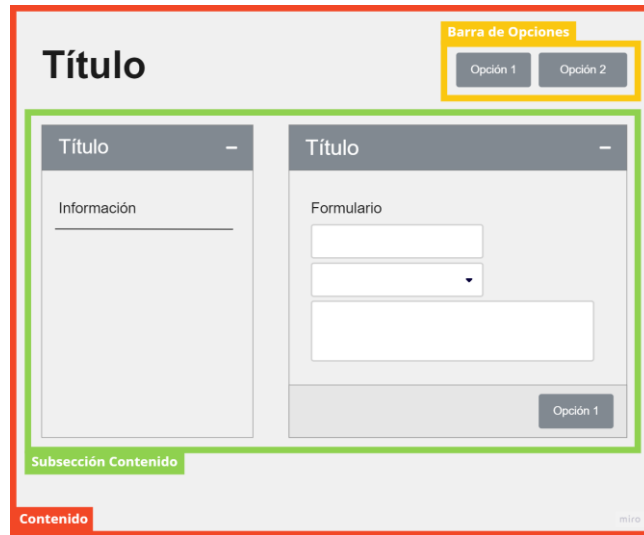 Barra de Opciones
Título
Opción 1
Opción 2
Título
Título
Información
Formulario
Opción 1
Subsección Contenido
Contenido
miro